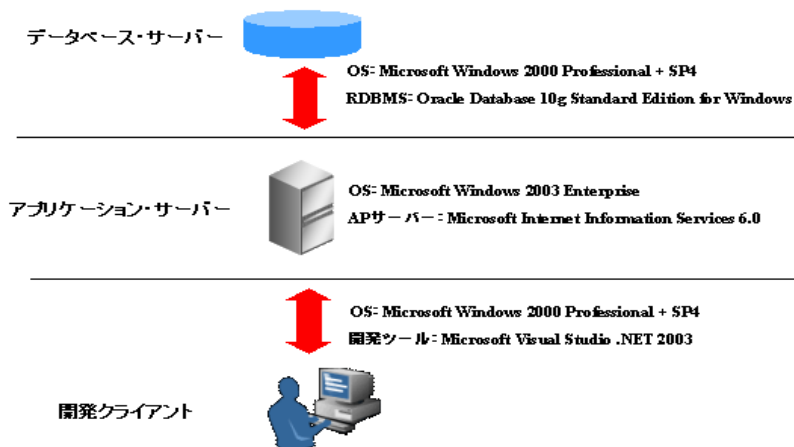 データベース・サーバー
OS: Microsoft Windows 2000 Professional + SP4
RDBMS: Oracle Database 10g Standard Edition for Windows
アプリケーション・サーバー
OS: Microsoft Windows 2003 Enterprise
APサーバー: Microsoft Internet Information Services 6.0
OS: Microsoft Windows 2000 Professional + SP4
開発ツール: Microsoft Visual Studio .NET 2003
開発クライアント